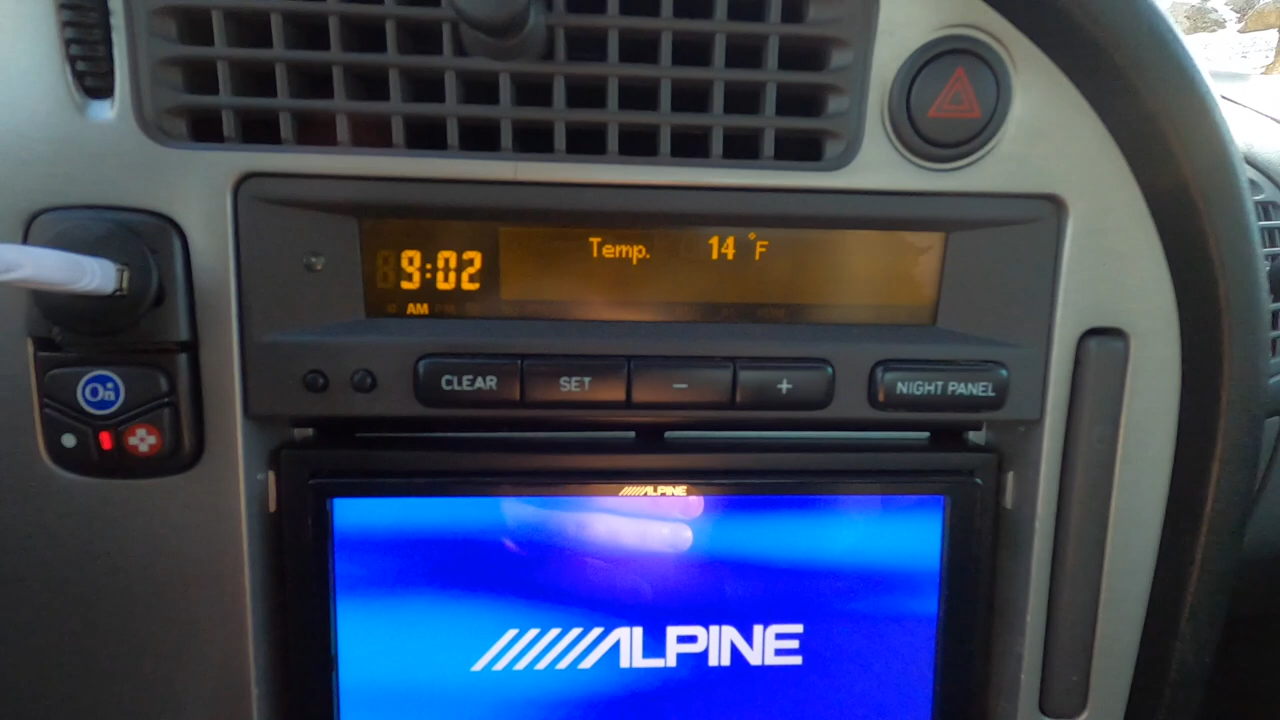 9:02
AM
Temp. 14 °F
CLEAR
SET
−
+
NIGHT PANEL
On
ALPINE
ALPINE